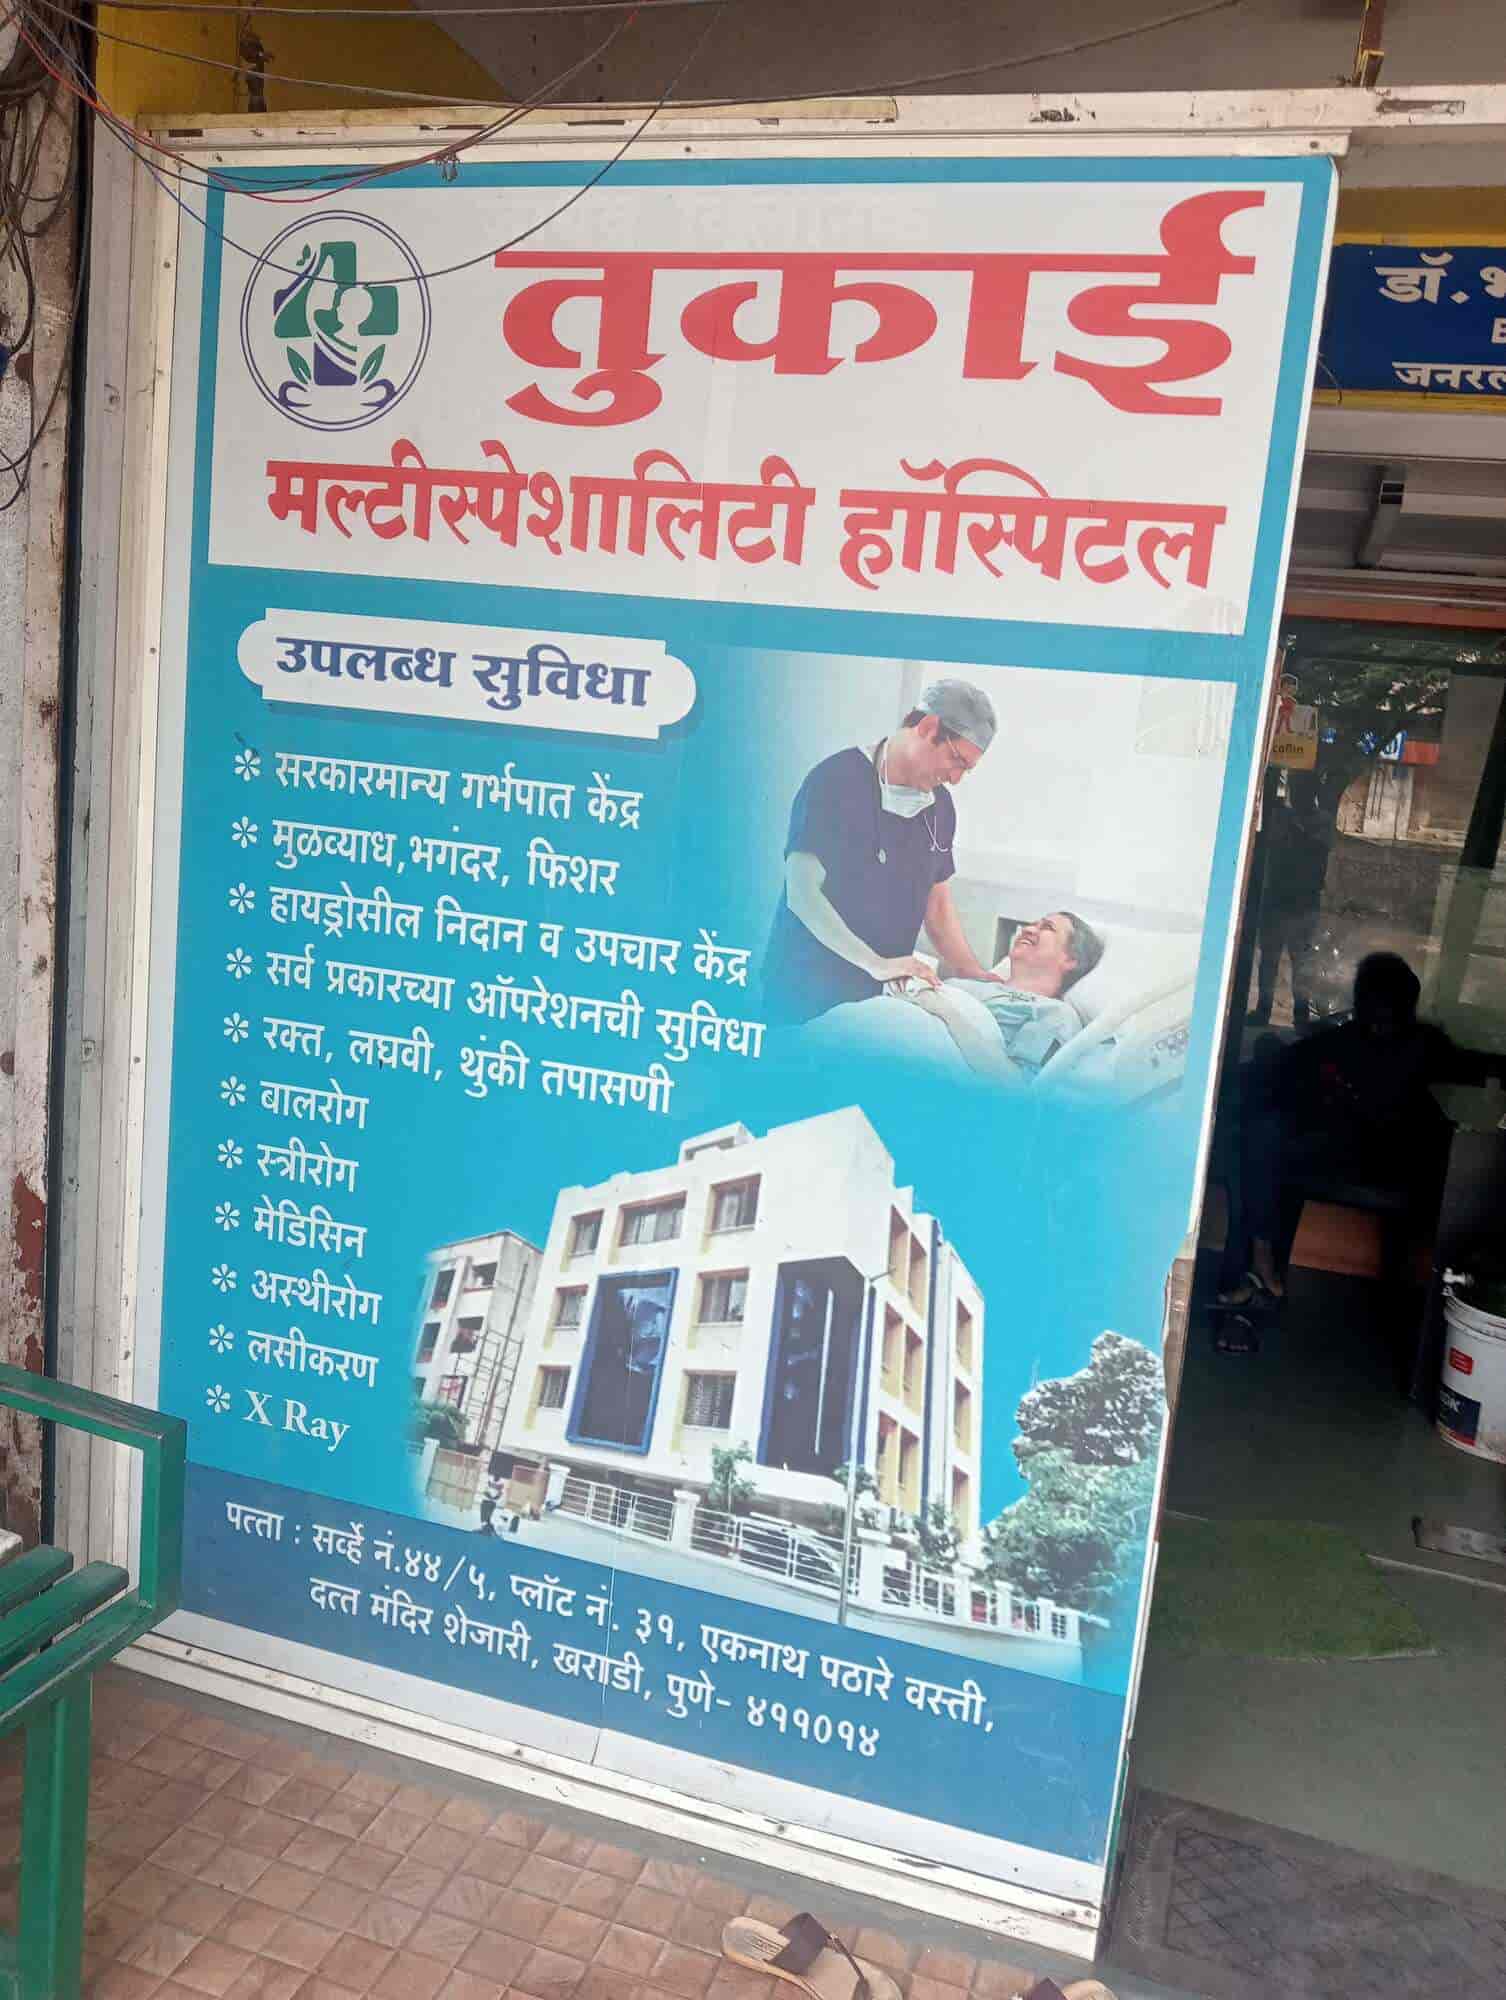 तुकाई
मल्टीस्पेशालिटी हॉस्पिटल
उपलब्ध सुविधा
* सरकारमान्य गर्भपात केंद्र
* मुळव्याध,भगंदर, फिशर
* हायड्रोसील निदान व उपचार केंद्र
* सर्व प्रकारच्या ऑपरेशनची सुविधा
* रक्त, लघवी, थुंकी तपासणी
* बालरोग
* स्त्रीरोग
* मेडिसिन
* अस्थीरोग
* लसीकरण
* X Ray
पत्ता : सर्व्हे नं.४४/५, प्लॉट नं. ३१, एकनाथ पठारे वस्ती,
दत्त मंदिर शेजारी, खराडी, पुणे- ४११०१४
डॉ.
जनरल